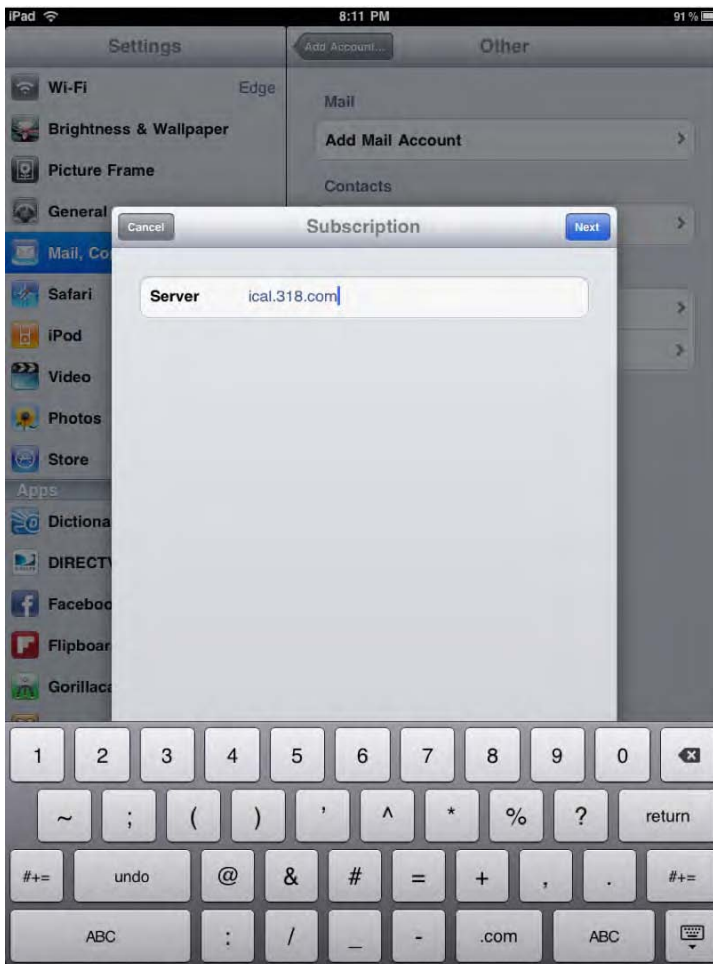 iPad 8:11 PM 91 %
Settings
Add Account... Other
Wi-Fi Edge
Brightness & Wallpaper
Picture Frame
General
Mail, Co
Safari
iPod
Video
Photos
Store
Apps
Dictiona
DIRECTV
Faceboo
Flipboar
Gorillaca
Mail
Add Mail Account
Contacts
Cancel Subscription Next
Server ical.318.com
1 2 3 4 5 6 7 8 9 0
~ ; ( ) ' ^ * % ? return
#+= undo @ & # = + , . #+=
ABC : / _ - .com ABC